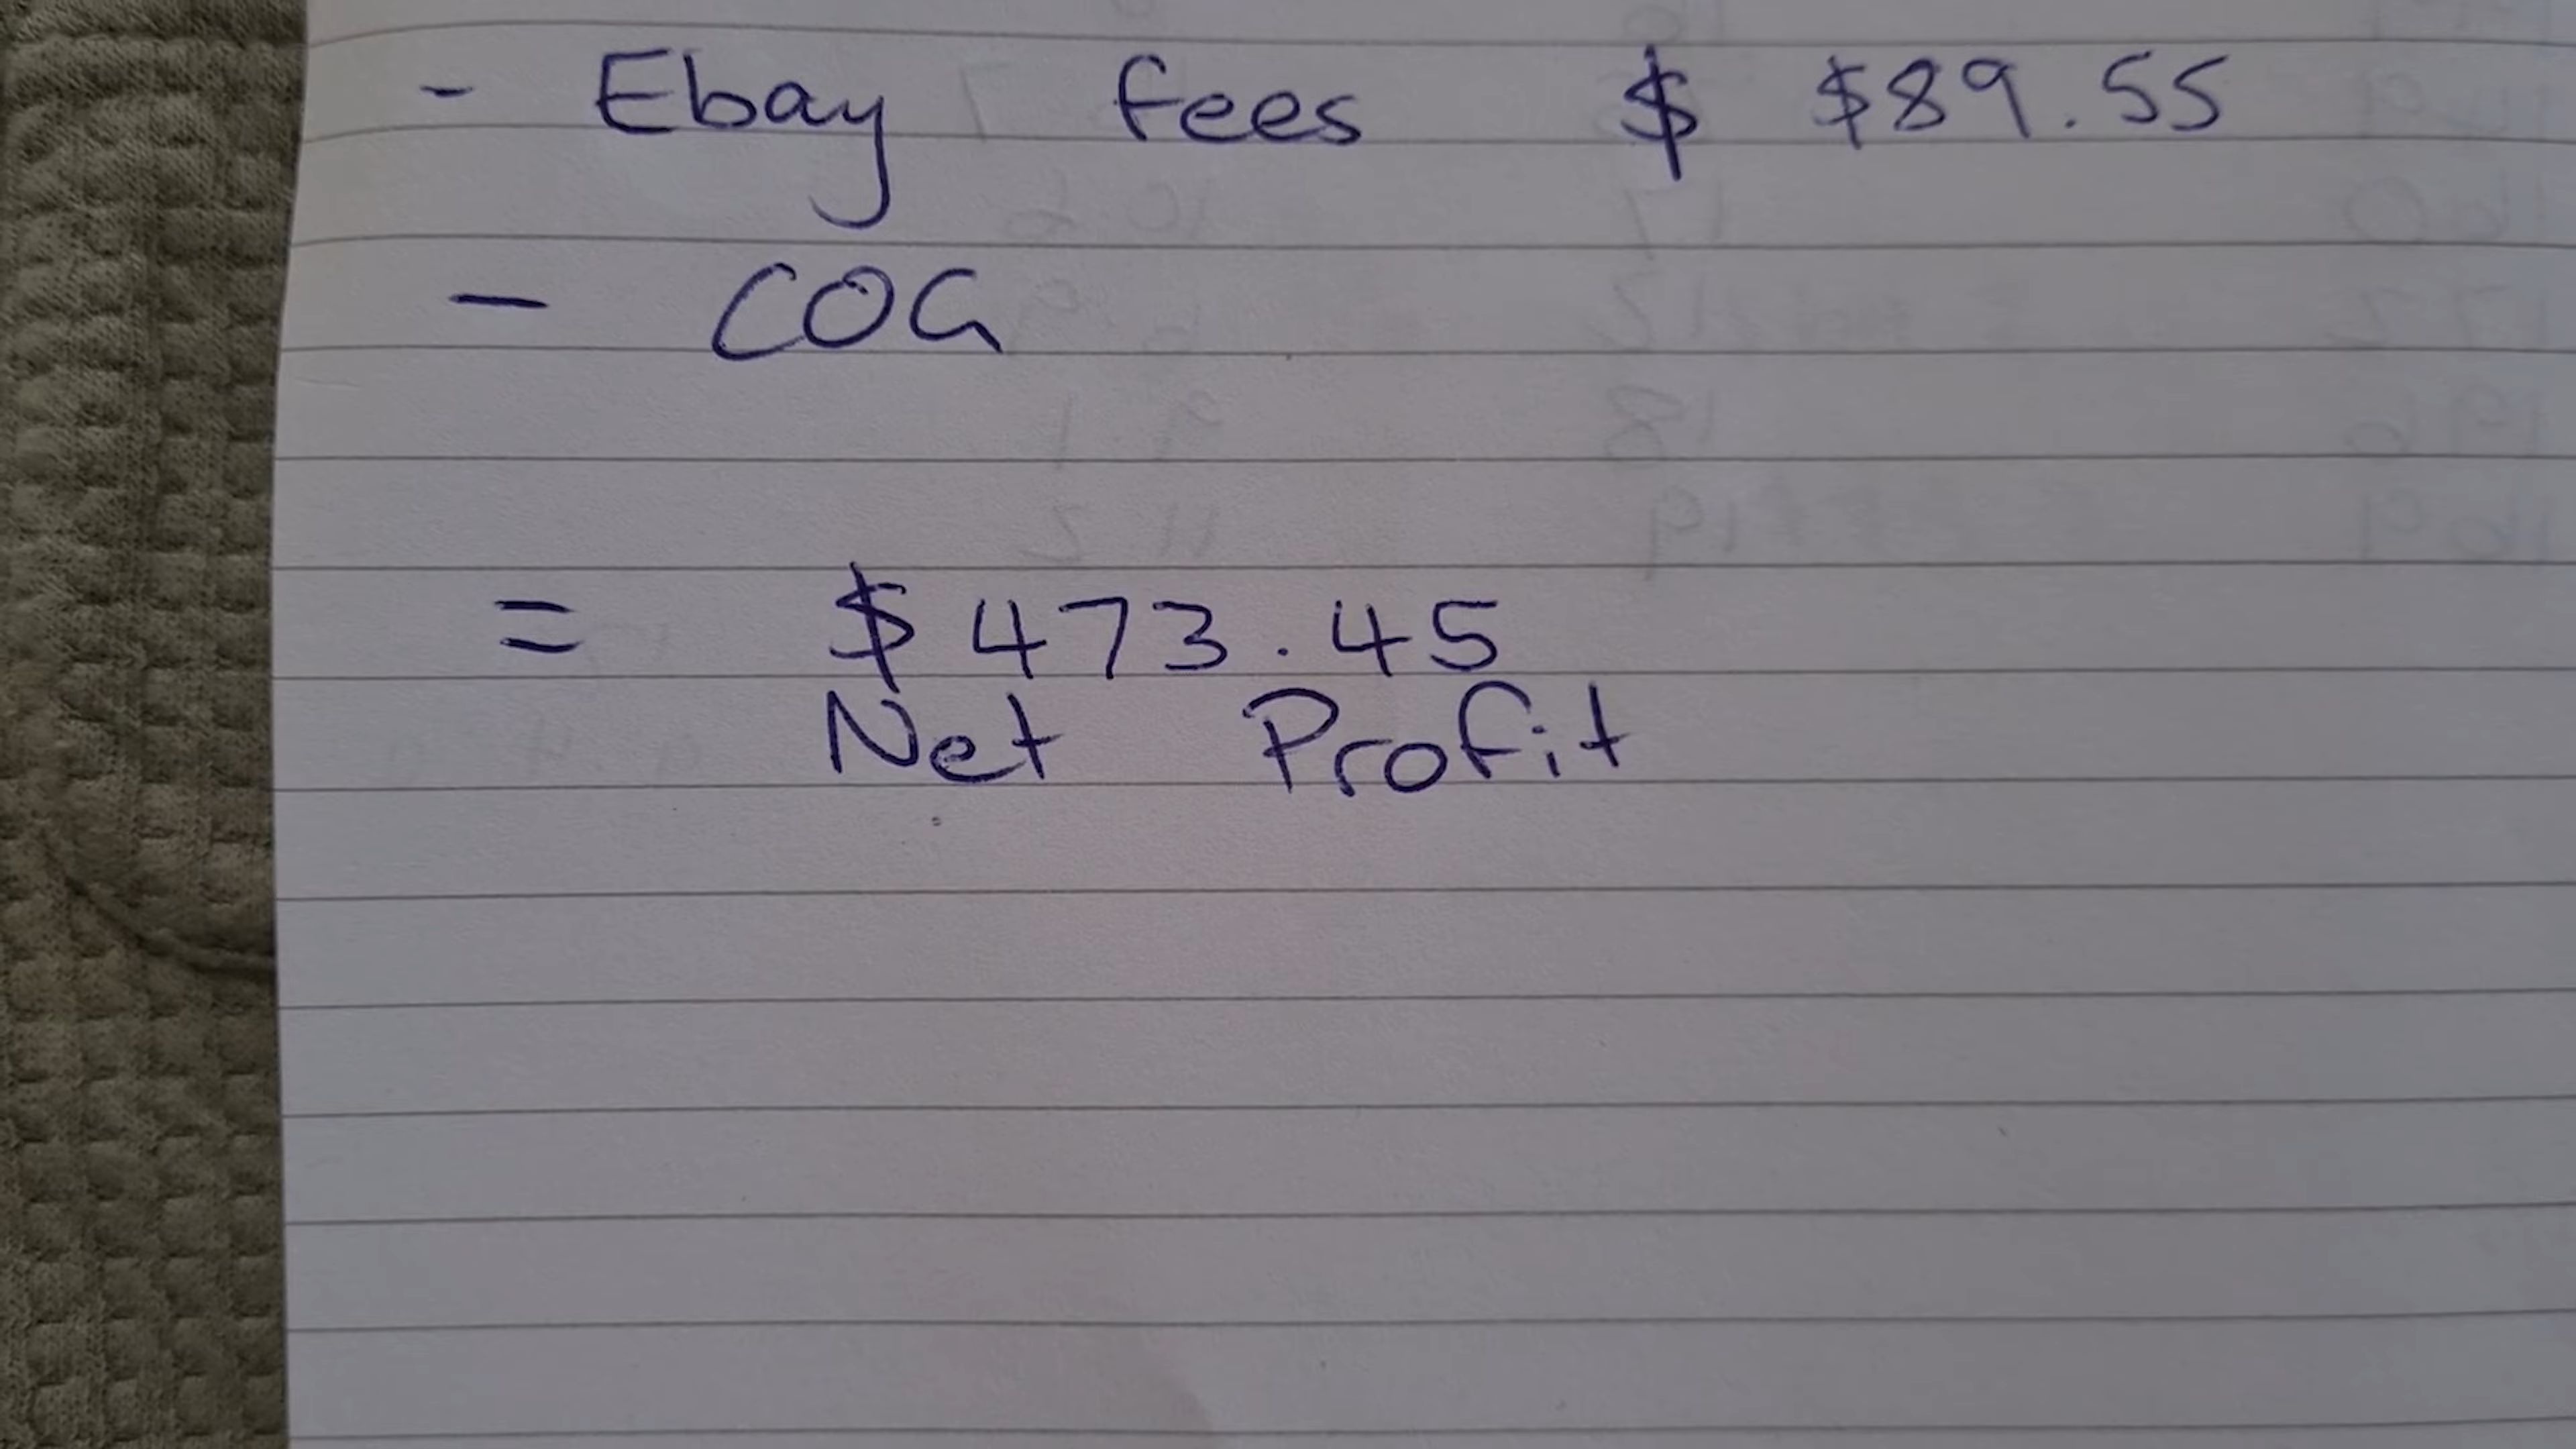 - Ebay fees $ $89.55
- COG
= $473.45
Net Profit